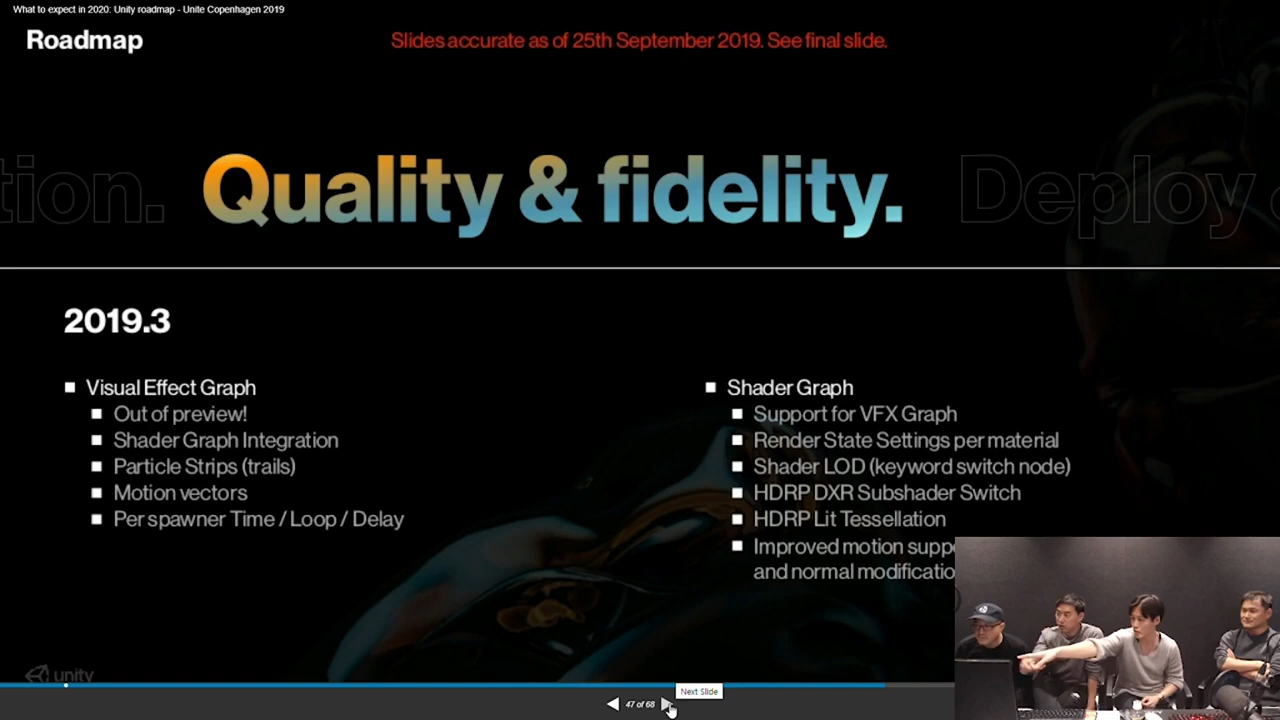 What to expect in 2020: Unity roadmap - Unite Copenhagen 2019
Roadmap
Slides accurate as of 25th September 2019. See final slide.
tion. Quality & fidelity. Deploy
2019.3
Visual Effect Graph
Out of preview!
Shader Graph Integration
Particle Strips (trails)
Motion vectors
Per spawner Time / Loop / Delay
Shader Graph
Support for VFX Graph
Render State Settings per material
Shader LOD (keyword switch node)
HDRP DXR Subshader Switch
HDRP Lit Tessellation
Improved motion suppo
and normal modificatio
unity
Next Slide
47 of 68